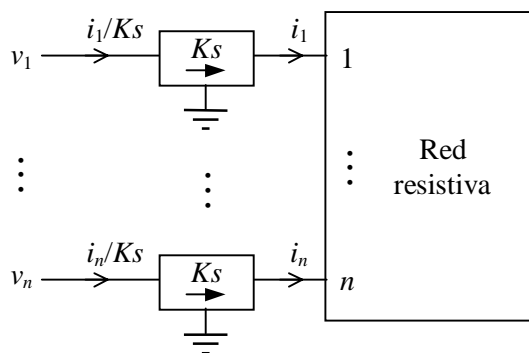 i₁/Ks
i₁
v₁
Ks
1
⋮
⋮
⋮
Red
resistiva
iₙ/Ks
iₙ
vₙ
Ks
n